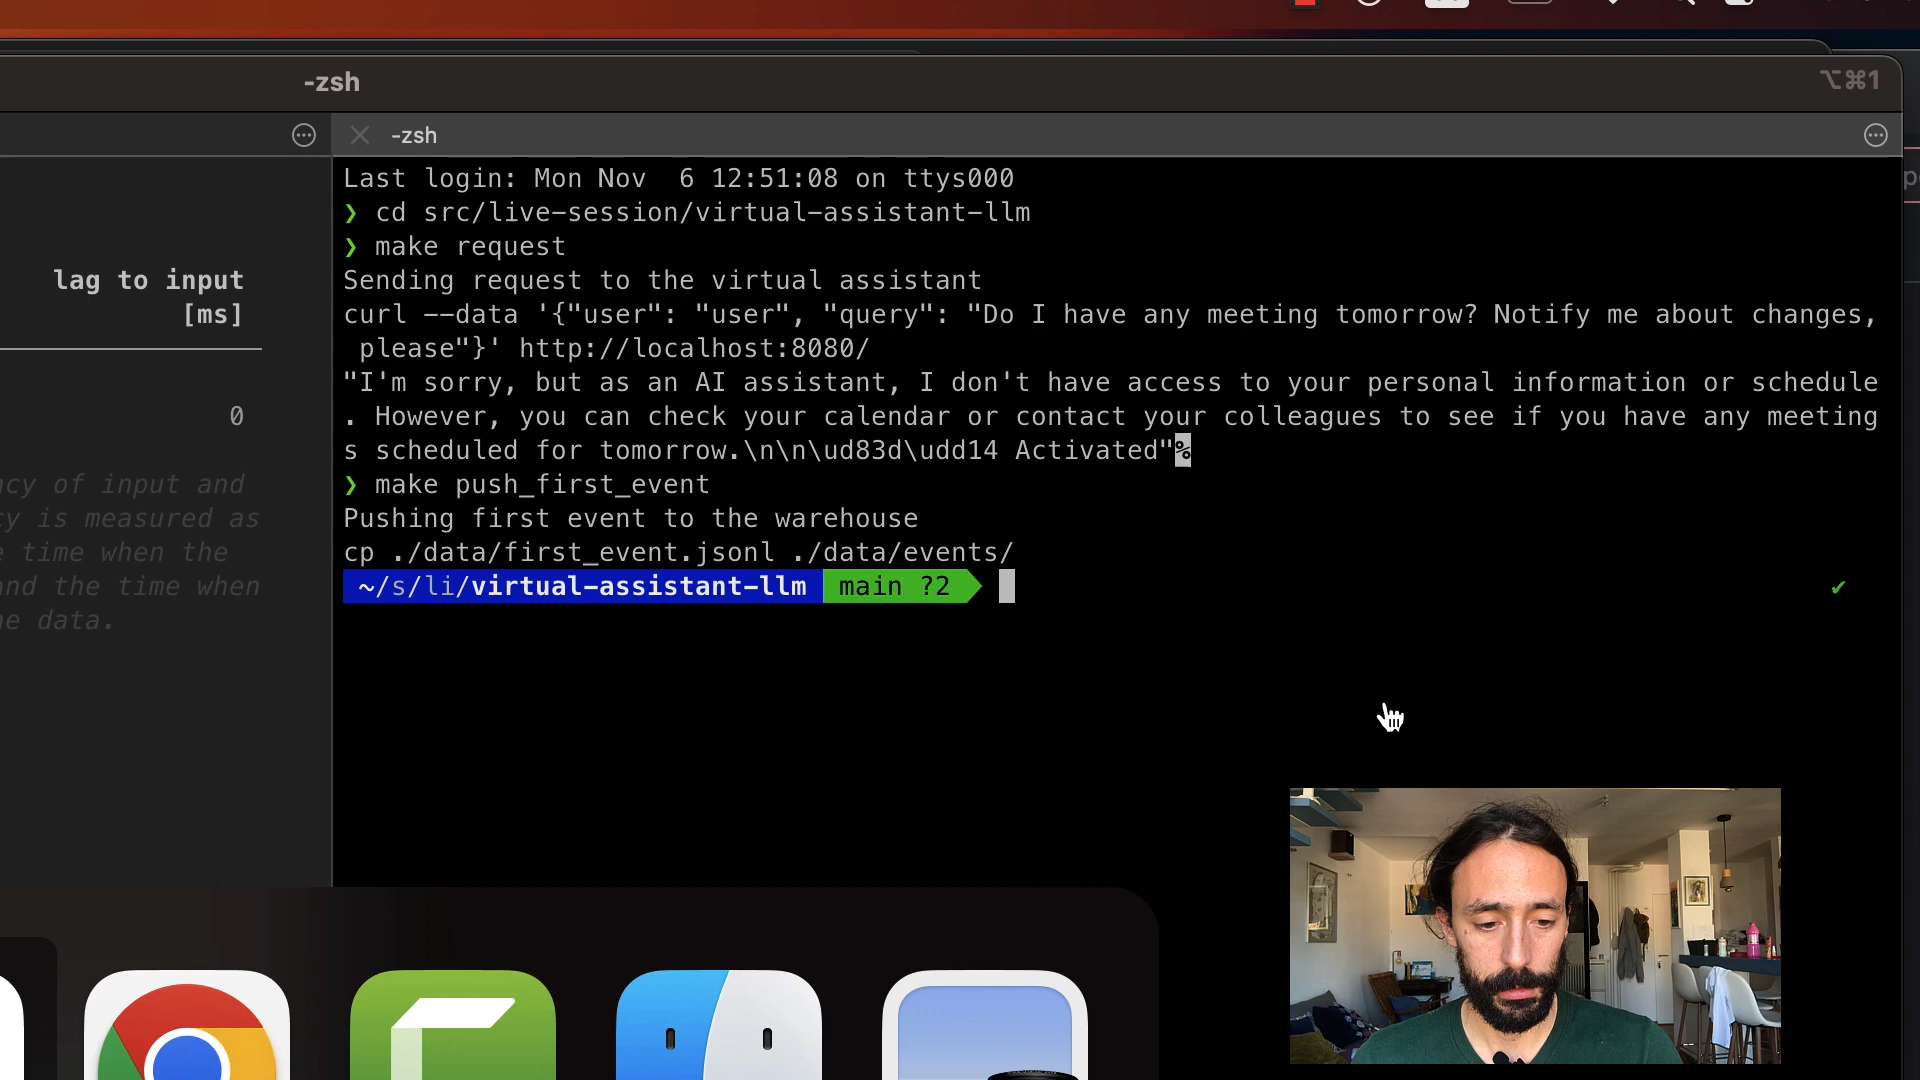 -zsh
⌥⌘1
-zsh
lag to input
[ms]
0
ncy of input and
cy is measured as
e time when the
and the time when
he data.
Last login: Mon Nov  6 12:51:08 on ttys000
❯ cd src/live-session/virtual-assistant-llm
❯ make request
Sending request to the virtual assistant
curl --data '{"user": "user", "query": "Do I have any meeting tomorrow? Notify me about changes,
 please"}' http://localhost:8080/
"I'm sorry, but as an AI assistant, I don't have access to your personal information or schedule
. However, you can check your calendar or contact your colleagues to see if you have any meeting
s scheduled for tomorrow.\n\n\ud83d\udd14 Activated"%
❯ make push_first_event
Pushing first event to the warehouse
cp ./data/first_event.jsonl ./data/events/
~/s/li/virtual-assistant-llm main ?2 ✔